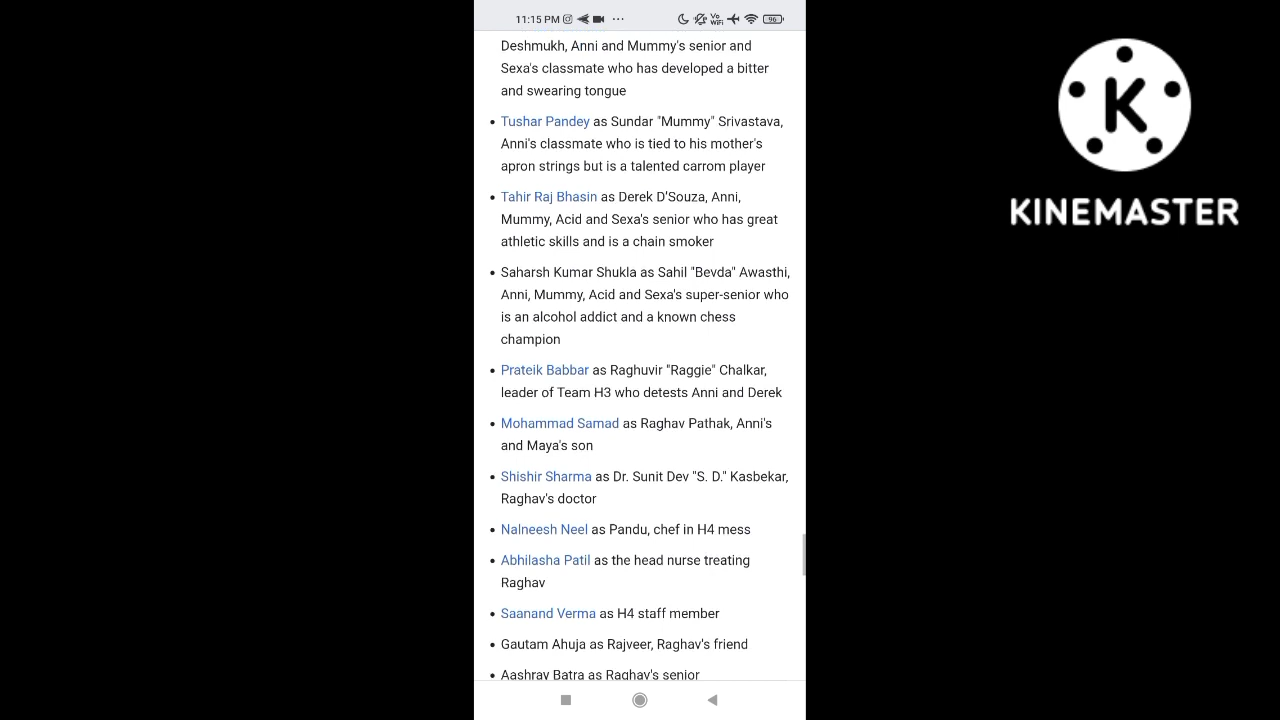 11:15 PM
Vo
WiFi
96
Deshmukh, Anni and Mummy's senior and
Sexa's classmate who has developed a bitter
and swearing tongue
• Tushar Pandey as Sundar "Mummy" Srivastava,
Anni's classmate who is tied to his mother's
apron strings but is a talented carrom player
• Tahir Raj Bhasin as Derek D'Souza, Anni,
Mummy, Acid and Sexa's senior who has great
athletic skills and is a chain smoker
• Saharsh Kumar Shukla as Sahil "Bevda" Awasthi,
Anni, Mummy, Acid and Sexa's super-senior who
is an alcohol addict and a known chess
champion
• Prateik Babbar as Raghuvir "Raggie" Chalkar,
leader of Team H3 who detests Anni and Derek
• Mohammad Samad as Raghav Pathak, Anni's
and Maya's son
• Shishir Sharma as Dr. Sunit Dev "S. D." Kasbekar,
Raghav's doctor
• Nalneesh Neel as Pandu, chef in H4 mess
• Abhilasha Patil as the head nurse treating
Raghav
• Saanand Verma as H4 staff member
• Gautam Ahuja as Rajveer, Raghav's friend
• Aashray Batra as Raghav's senior
K
KINEMASTER